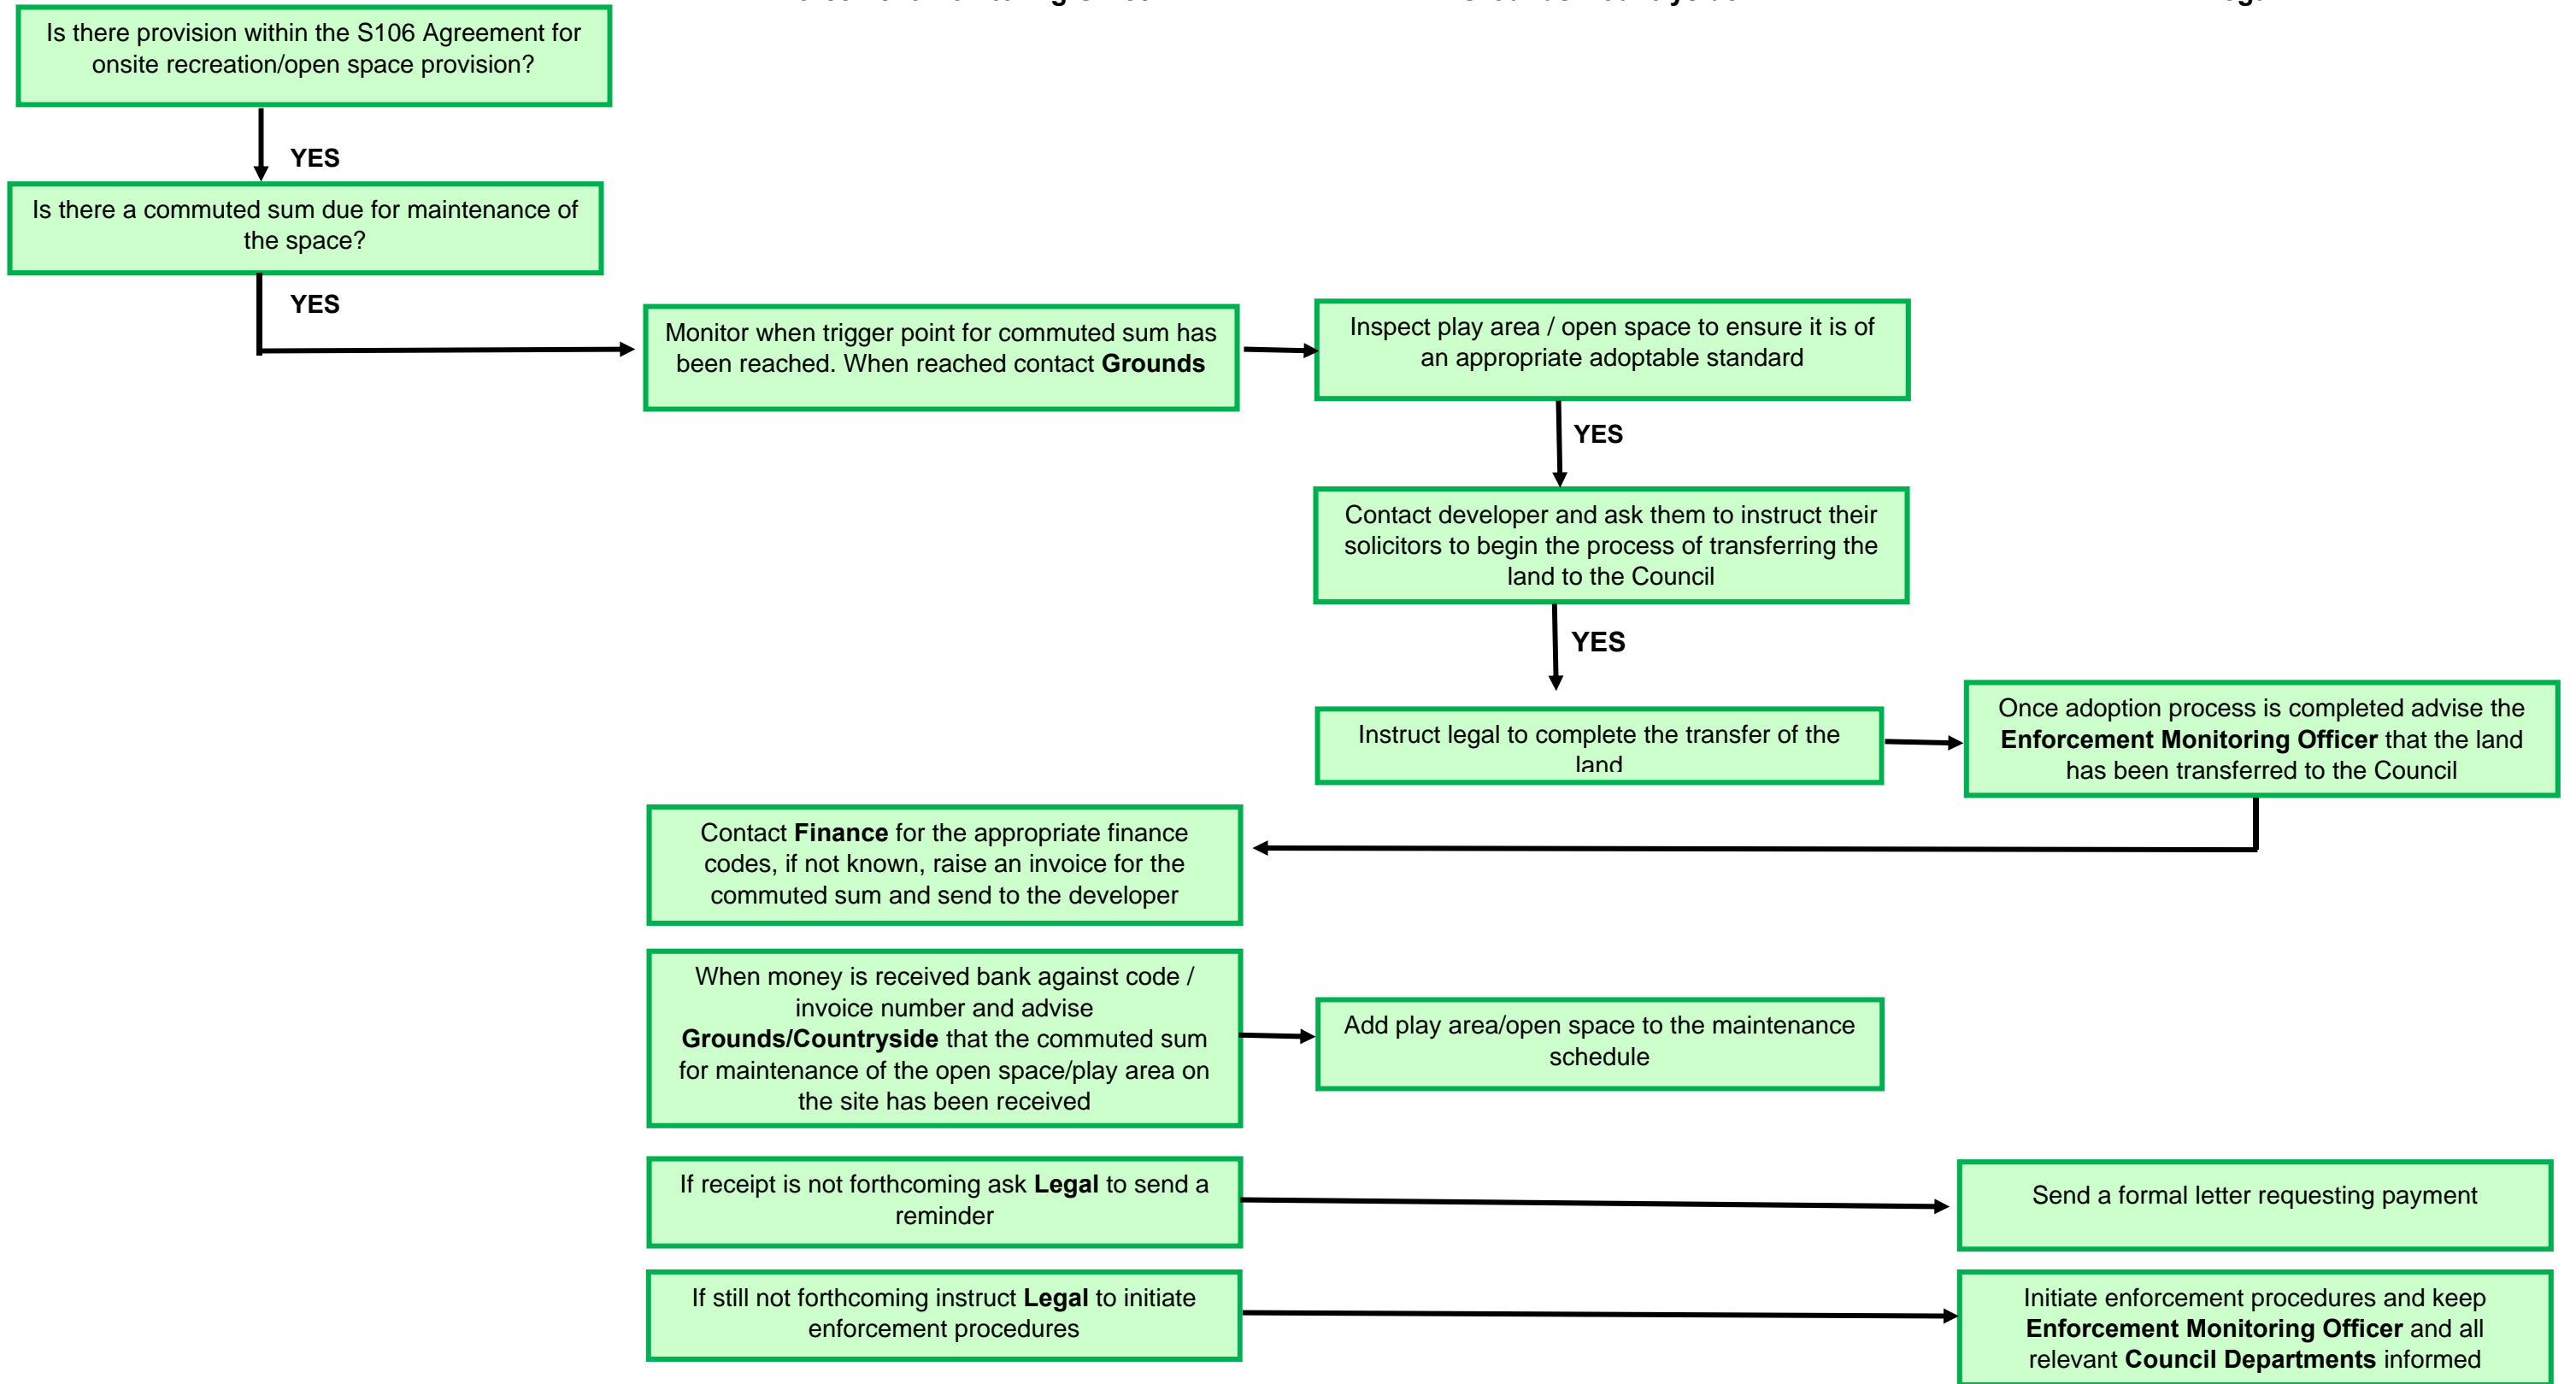 Is there provision within the S106 Agreement for
onsite recreation/open space provision?
YES
Is there a commuted sum due for maintenance of
the space?
YES
Monitor when trigger point for commuted sum has
been reached. When reached contact Grounds
Inspect play area / open space to ensure it is of
an appropriate adoptable standard
YES
Contact developer and ask them to instruct their
solicitors to begin the process of transferring the
land to the Council
YES
Instruct legal to complete the transfer of the
land
Once adoption process is completed advise the
Enforcement Monitoring Officer that the land
has been transferred to the Council
Contact Finance for the appropriate finance
codes, if not known, raise an invoice for the
commuted sum and send to the developer
When money is received bank against code /
invoice number and advise
Grounds/Countryside that the commuted sum
for maintenance of the open space/play area on
the site has been received
Add play area/open space to the maintenance
schedule
If receipt is not forthcoming ask Legal to send a
reminder
Send a formal letter requesting payment
If still not forthcoming instruct Legal to initiate
enforcement procedures
Initiate enforcement procedures and keep
Enforcement Monitoring Officer and all
relevant Council Departments informed